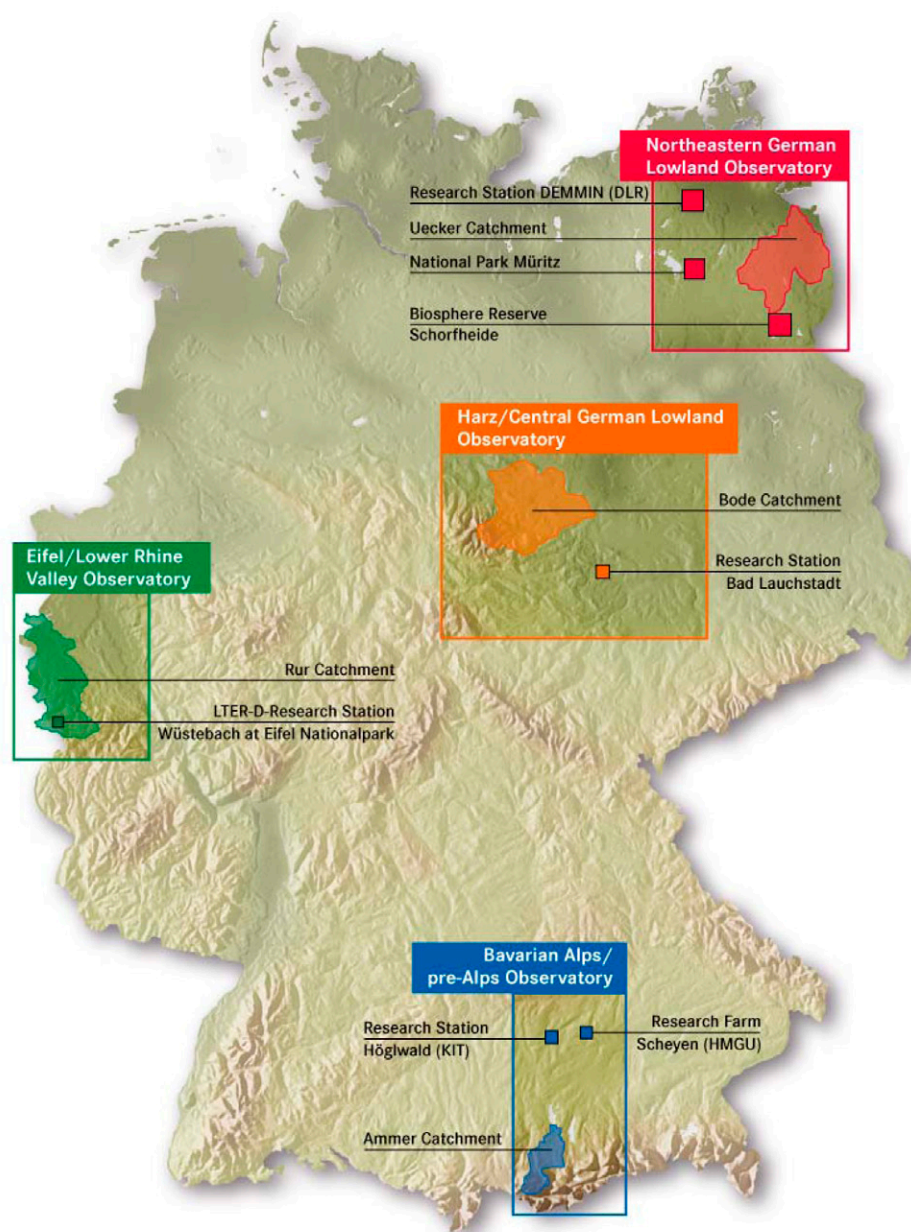 Northeastern German
Lowland Observatory
Research Station DEMMIN (DLR)
Uecker Catchment
National Park Müritz
Biosphere Reserve
Schorfheide
Harz/Central German Lowland
Observatory
Bode Catchment
Research Station
Bad Lauchstadt
Eifel/Lower Rhine
Valley Observatory
Rur Catchment
LTER-D-Research Station
Wüstebach at Eifel Nationalpark
Bavarian Alps/
pre-Alps Observatory
Research Station
Höglwald (KIT)
Research Farm
Scheyen (HMGU)
Ammer Catchment